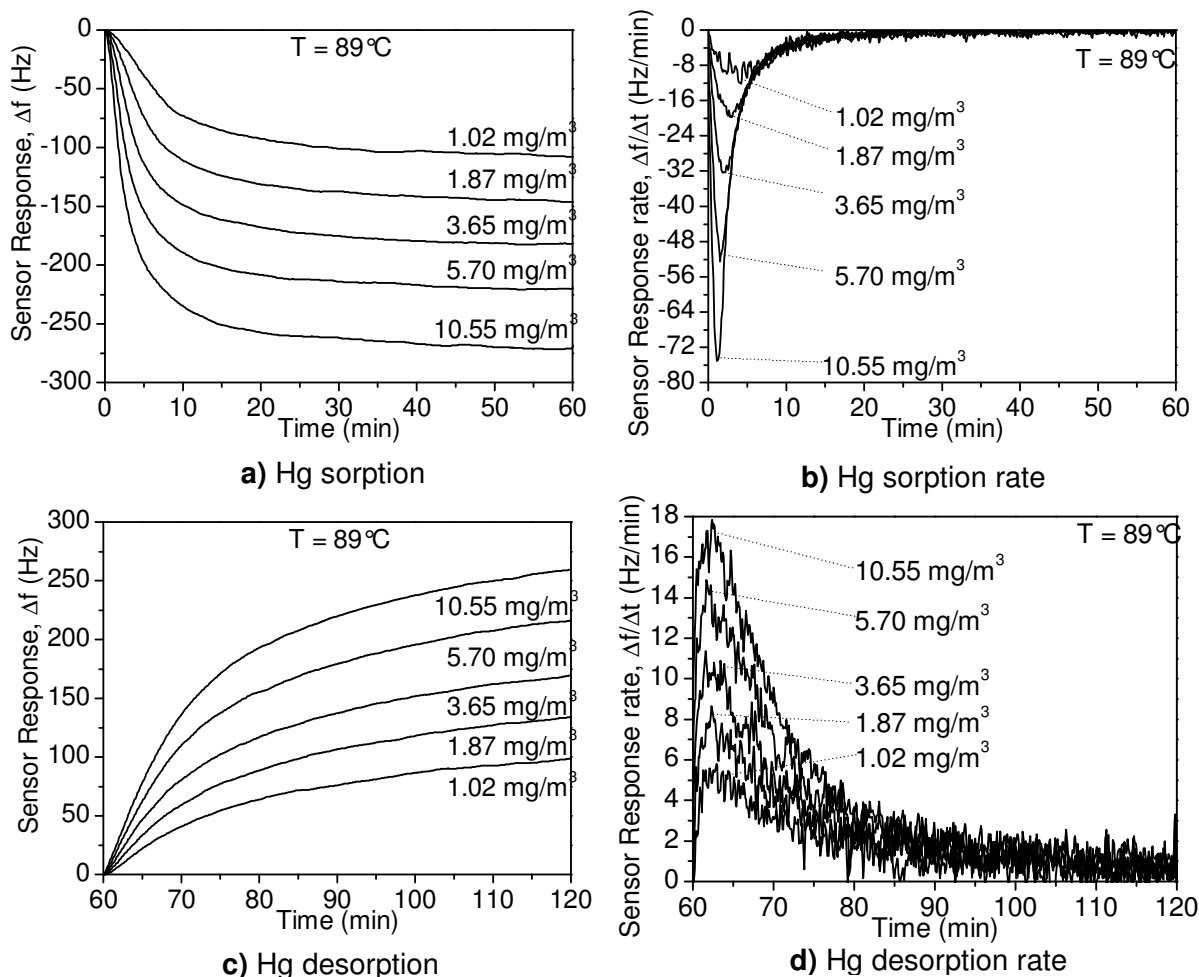 Sensor Response, Δf (Hz)
0
-50
-100
-150
-200
-250
-300
T = 89°C
1.02 mg/m³
1.87 mg/m³
3.65 mg/m³
5.70 mg/m³
10.55 mg/m³
0 10 20 30 40 50 60
Time (min)
a) Hg sorption
Sensor Response rate, Δf/Δt (Hz/min)
0
-8
-16
-24
-32
-40
-48
-56
-64
-72
-80
T = 89°C
1.02 mg/m³
1.87 mg/m³
3.65 mg/m³
5.70 mg/m³
10.55 mg/m³
0 10 20 30 40 50 60
Time (min)
b) Hg sorption rate
Sensor Response, Δf (Hz)
300
250
200
150
100
50
0
T = 89°C
10.55 mg/m³
5.70 mg/m³
3.65 mg/m³
1.87 mg/m³
1.02 mg/m³
60 70 80 90 100 110 120
Time (min)
c) Hg desorption
Sensor Response rate, Δf/Δt (Hz/min)
18
16
14
12
10
8
6
4
2
0
T = 89°C
10.55 mg/m³
5.70 mg/m³
3.65 mg/m³
1.87 mg/m³
1.02 mg/m³
60 70 80 90 100 110 120
Time (min)
d) Hg desorption rate